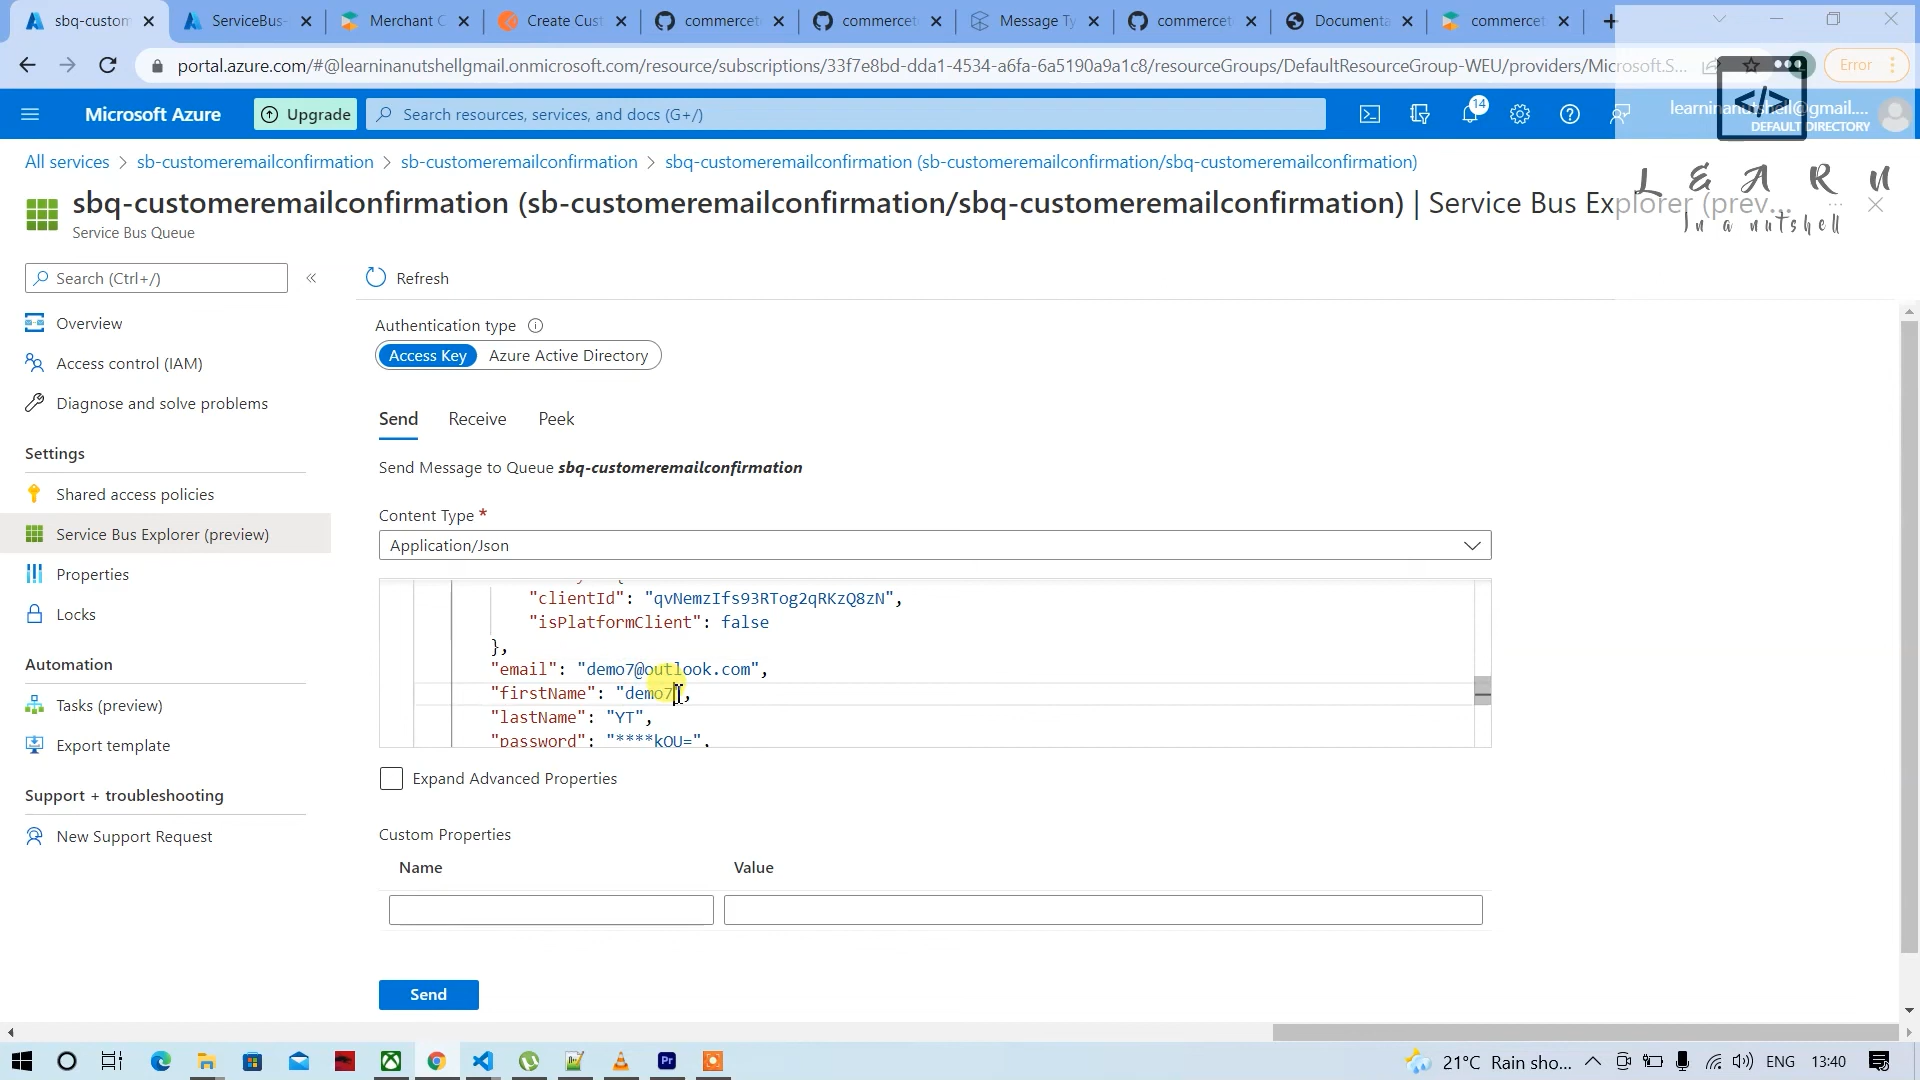 sbq-custom
ServiceBus-
Merchant C
Create Cus
commercet
commercet
Message Ty
commercet
Documenta
commercet
portal.azure.com/#@learninanutshellgmail.onmicrosoft.com/resource/subscriptions/33f7e8bd-dda1-4534-a6fa-6a5190a9a1c8/resourceGroups/DefaultResourceGroup-WEU/providers/Microsoft.S...
Error
Microsoft Azure
Upgrade
Search resources, services, and docs (G+/)
14
learninanutshell@gmail....
DEFAULT DIRECTORY
</>
All services > sb-customeremailconfirmation > sb-customeremailconfirmation > sbq-customeremailconfirmation (sb-customeremailconfirmation/sbq-customeremailconfirmation)
LEARN
In a nutshell
sbq-customeremailconfirmation (sb-customeremailconfirmation/sbq-customeremailconfirmation) | Service Bus Explorer (prev...
Service Bus Queue
Search (Ctrl+/)
«
Refresh
Overview
Access control (IAM)
Diagnose and solve problems
Settings
Shared access policies
Service Bus Explorer (preview)
Properties
Locks
Automation
Tasks (preview)
Export template
Support + troubleshooting
New Support Request
Authentication type
Access Key
Azure Active Directory
Send
Receive
Peek
Send Message to Queue sbq-customeremailconfirmation
Content Type *
Application/Json
"clientId": "qvNemzIfs93RTog2qRKzQ8zN",
"isPlatformClient": false
},
"email": "demo7@outlook.com",
"firstName": "demo7",
"lastName": "YT",
"password": "****kOU=",
Expand Advanced Properties
Custom Properties
Name
Value
Send
21°C Rain sho...
ENG
13:40